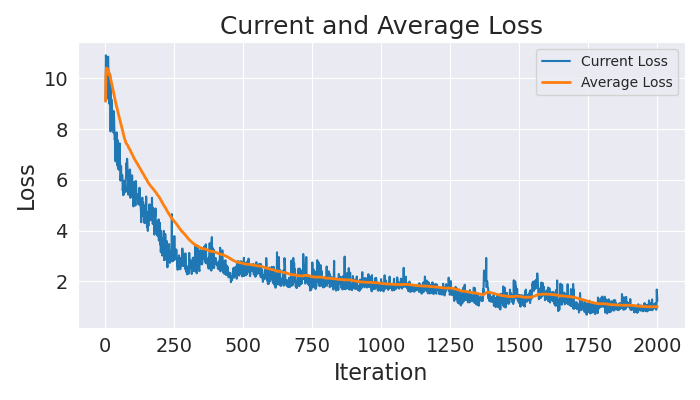 Current and Average Loss
Current Loss
Average Loss
Loss
10
8
6
4
2
0 250 500 750 1000 1250 1500 1750 2000
Iteration